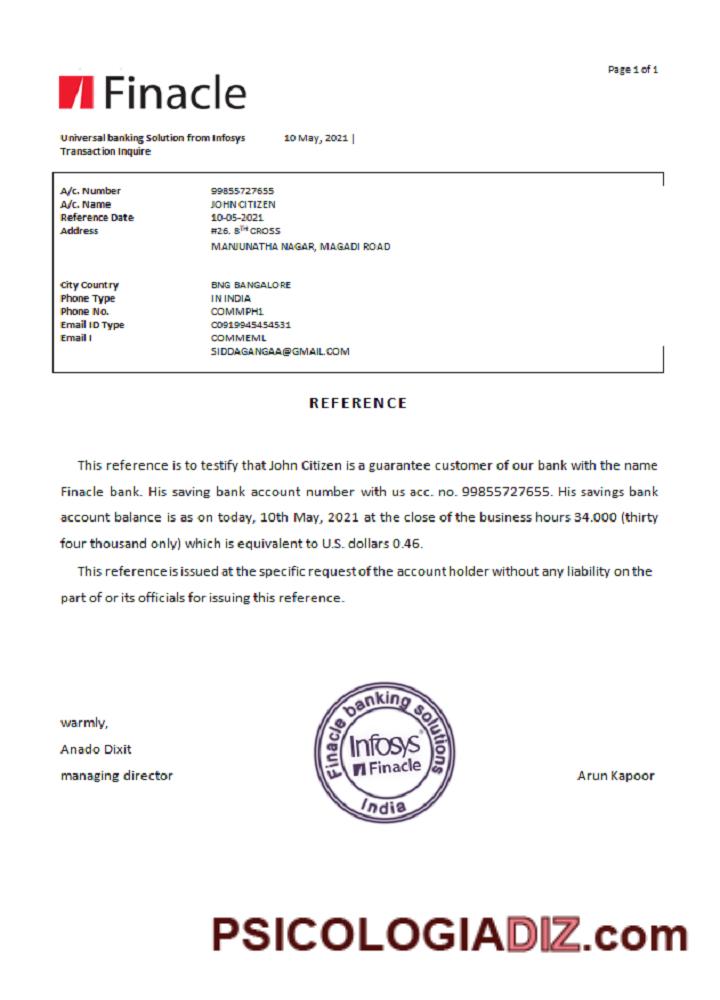 Page 1 of 1
Finacle
Universal banking Solution from Infosys 10 May, 2021 |
Transaction Inquire
A/c. Number 99855727655
A/c. Name JOHN CITIZEN
Reference Date 10-05-2021
Address #26. 8TH CROSS
MANJUNATHA NAGAR, MAGADI ROAD
City Country BNG BANGALORE
Phone Type IN INDIA
Phone No. COMMPH1
Email ID Type C0919945454531
Email I COMMEML
SIDDAGANGAA@GMAIL.COM
REFERENCE
This reference is to testify that John Citizen is a guarantee customer of our bank with the name
Finacle bank. His saving bank account number with us acc. no. 99855727655. His savings bank
account balance is as on today, 10th May, 2021 at the close of the business hours 34.000 (thirty
four thousand only) which is equivalent to U.S. dollars 0.46.
This reference is issued at the specific request of the account holder without any liability on the
part of or its officials for issuing this reference.
warmly,
Anado Dixit
managing director
Finacle banking solutions
Infosys
Finacle
India
Arun Kapoor
PSICOLOGIADIZ.com